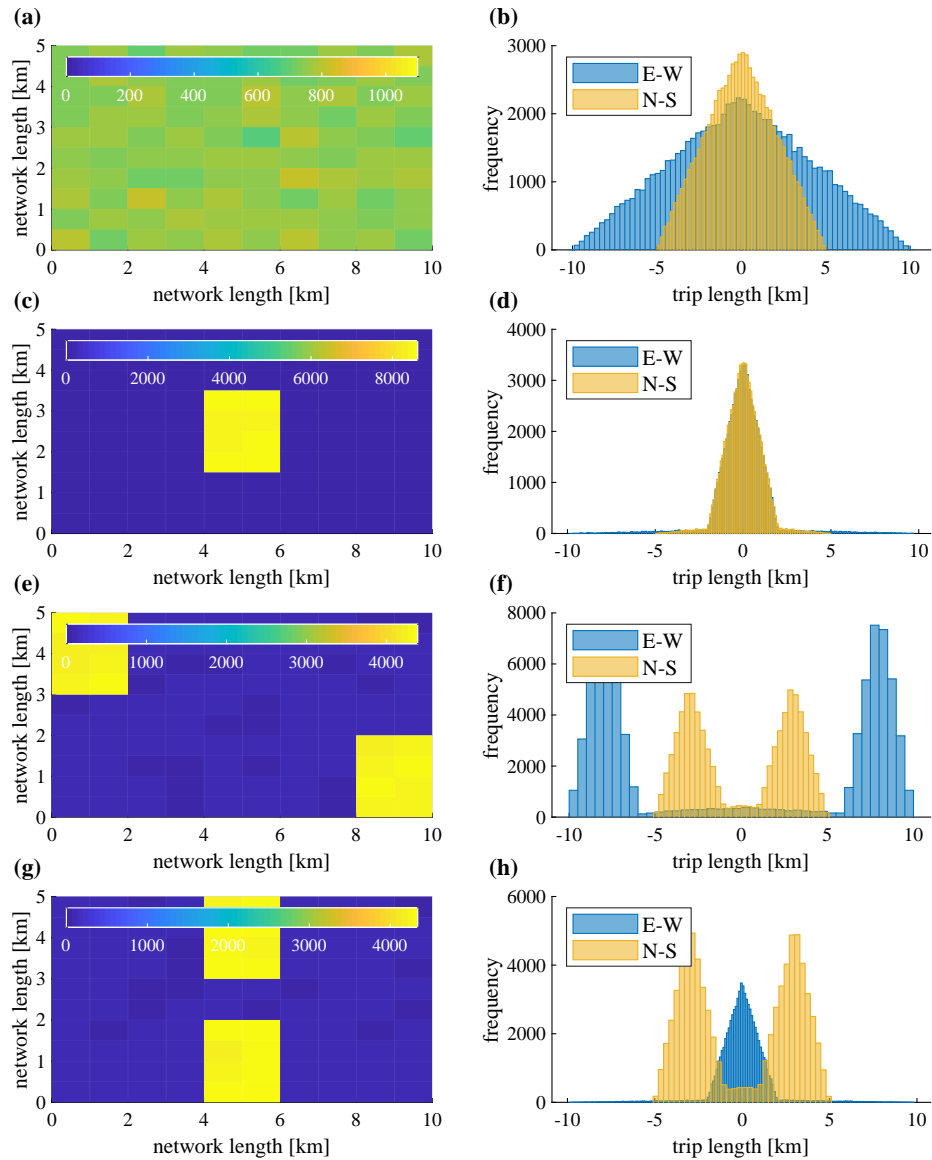 (a)
5
4
3
2
1
0
network length [km]
0 200 400 600 800 1000
0 2 4 6 8 10
network length [km]
(b)
3000
2000
1000
0
frequency
E-W
N-S
-10 -5 0 5 10
trip length [km]
(c)
5
4
3
2
1
0
network length [km]
0 2000 4000 6000 8000
0 2 4 6 8 10
network length [km]
(d)
4000
3000
2000
1000
0
frequency
E-W
N-S
-10 -5 0 5 10
trip length [km]
(e)
5
4
3
2
1
0
network length [km]
0 1000 2000 3000 4000
0 2 4 6 8 10
network length [km]
(f)
8000
6000
4000
2000
0
frequency
E-W
N-S
-10 -5 0 5 10
trip length [km]
(g)
5
4
3
2
1
0
network length [km]
0 1000 2000 3000 4000
0 2 4 6 8 10
network length [km]
(h)
6000
4000
2000
0
frequency
E-W
N-S
-10 -5 0 5 10
trip length [km]